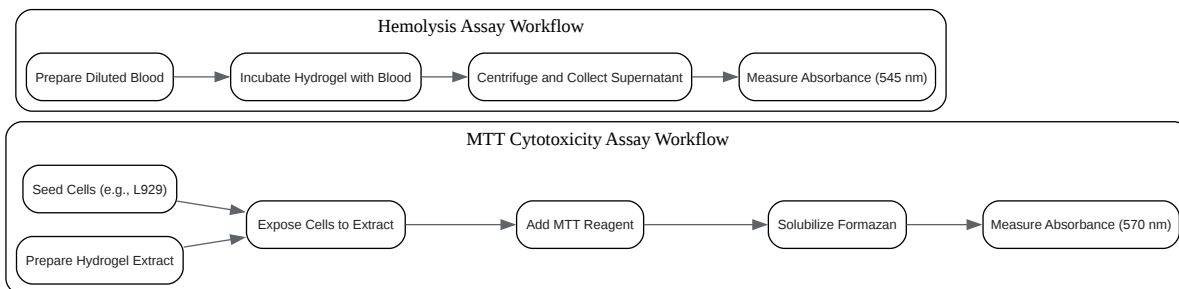 Hemolysis Assay Workflow
Prepare Diluted Blood
Incubate Hydrogel with Blood
Centrifuge and Collect Supernatant
Measure Absorbance (545 nm)
MTT Cytotoxicity Assay Workflow
Seed Cells (e.g., L929)
Prepare Hydrogel Extract
Expose Cells to Extract
Add MTT Reagent
Solubilize Formazan
Measure Absorbance (570 nm)